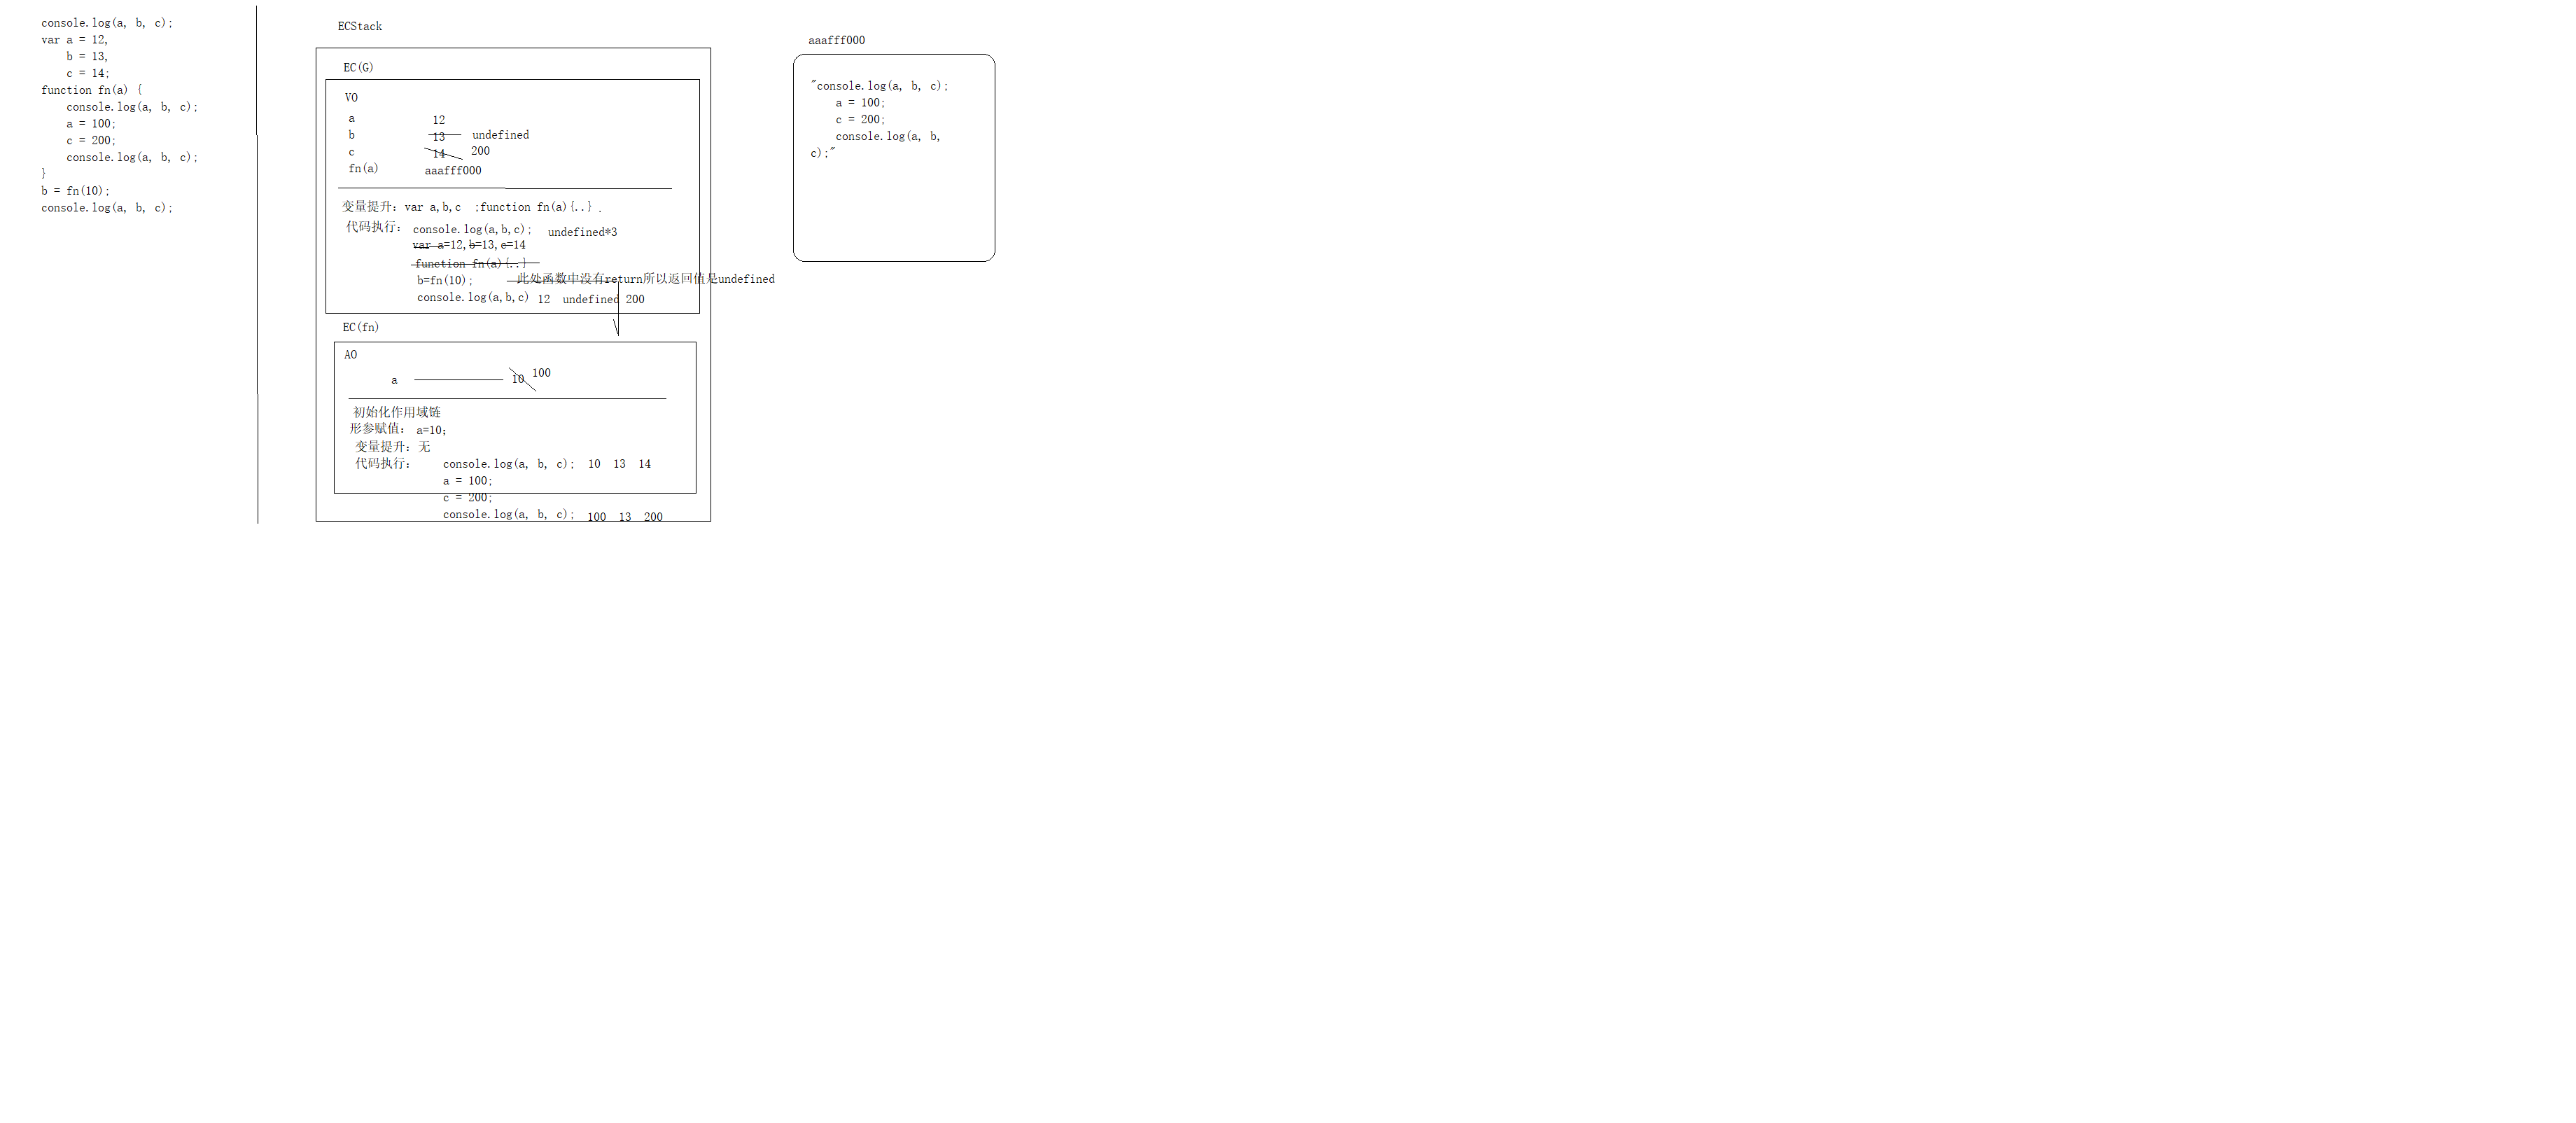 console.log(a, b, c);
var a = 12,
    b = 13,
    c = 14;
function fn(a) {
    console.log(a, b, c);
    a = 100;
    c = 200;
    console.log(a, b, c);
}
b = fn(10);
console.log(a, b, c);
ECStack
EC(G)
VO
a 12
b 13 undefined
c 14 200
fn(a) aaafff000
变量提升: var a,b,c ;function fn(a){..} .
代码执行: console.log(a,b,c); undefined*3
var a=12,b=13,c=14
function fn(a){..}
b=fn(10); 此处函数中没有return所以返回值是undefined
console.log(a,b,c) 12 undefined 200
EC(fn)
AO
a 10 100
初始化作用域链
形参赋值: a=10;
变量提升: 无
代码执行: console.log(a, b, c); 10 13 14
a = 100;
c = 200;
console.log(a, b, c); 100 13 200
aaafff000
"console.log(a, b, c);
    a = 100;
    c = 200;
    console.log(a, b,
c);"